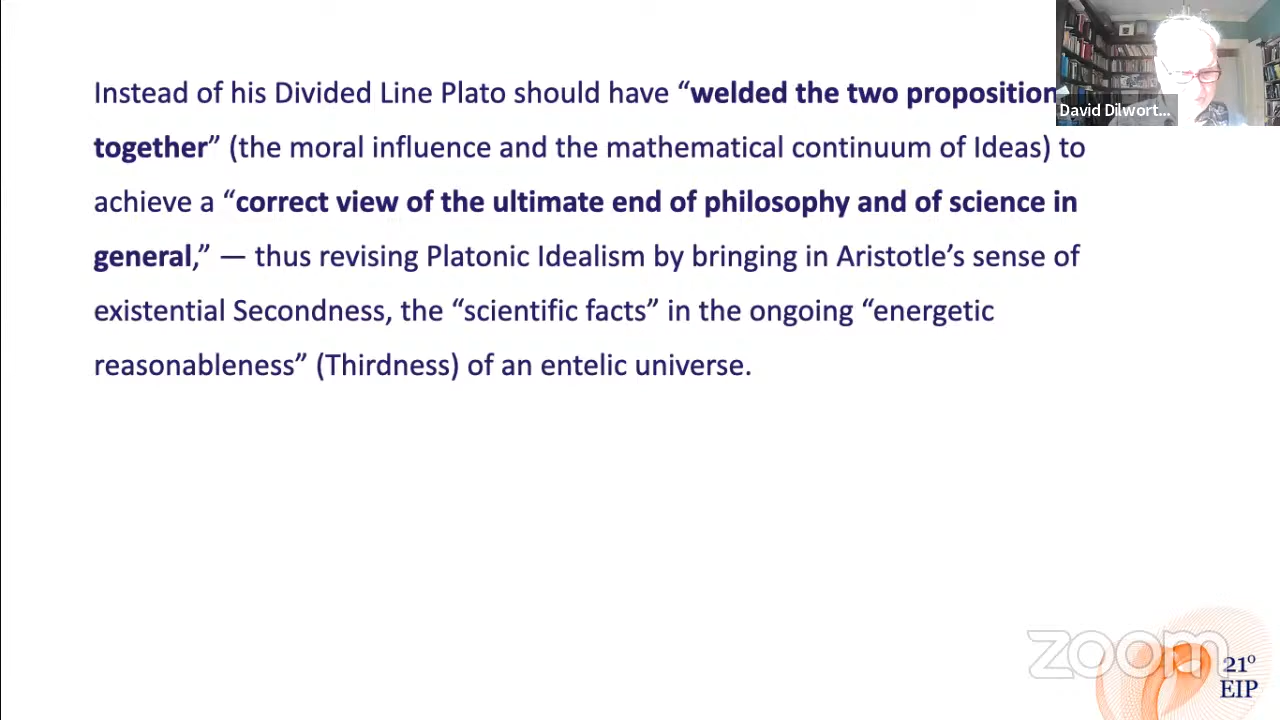 Instead of his Divided Line Plato should have “welded the two proposition
together” (the moral influence and the mathematical continuum of Ideas) to
achieve a “correct view of the ultimate end of philosophy and of science in
general,” — thus revising Platonic Idealism by bringing in Aristotle’s sense of
existential Secondness, the “scientific facts” in the ongoing “energetic
reasonableness” (Thirdness) of an entelic universe.
David Dilwort...
zoom
21º
EIP